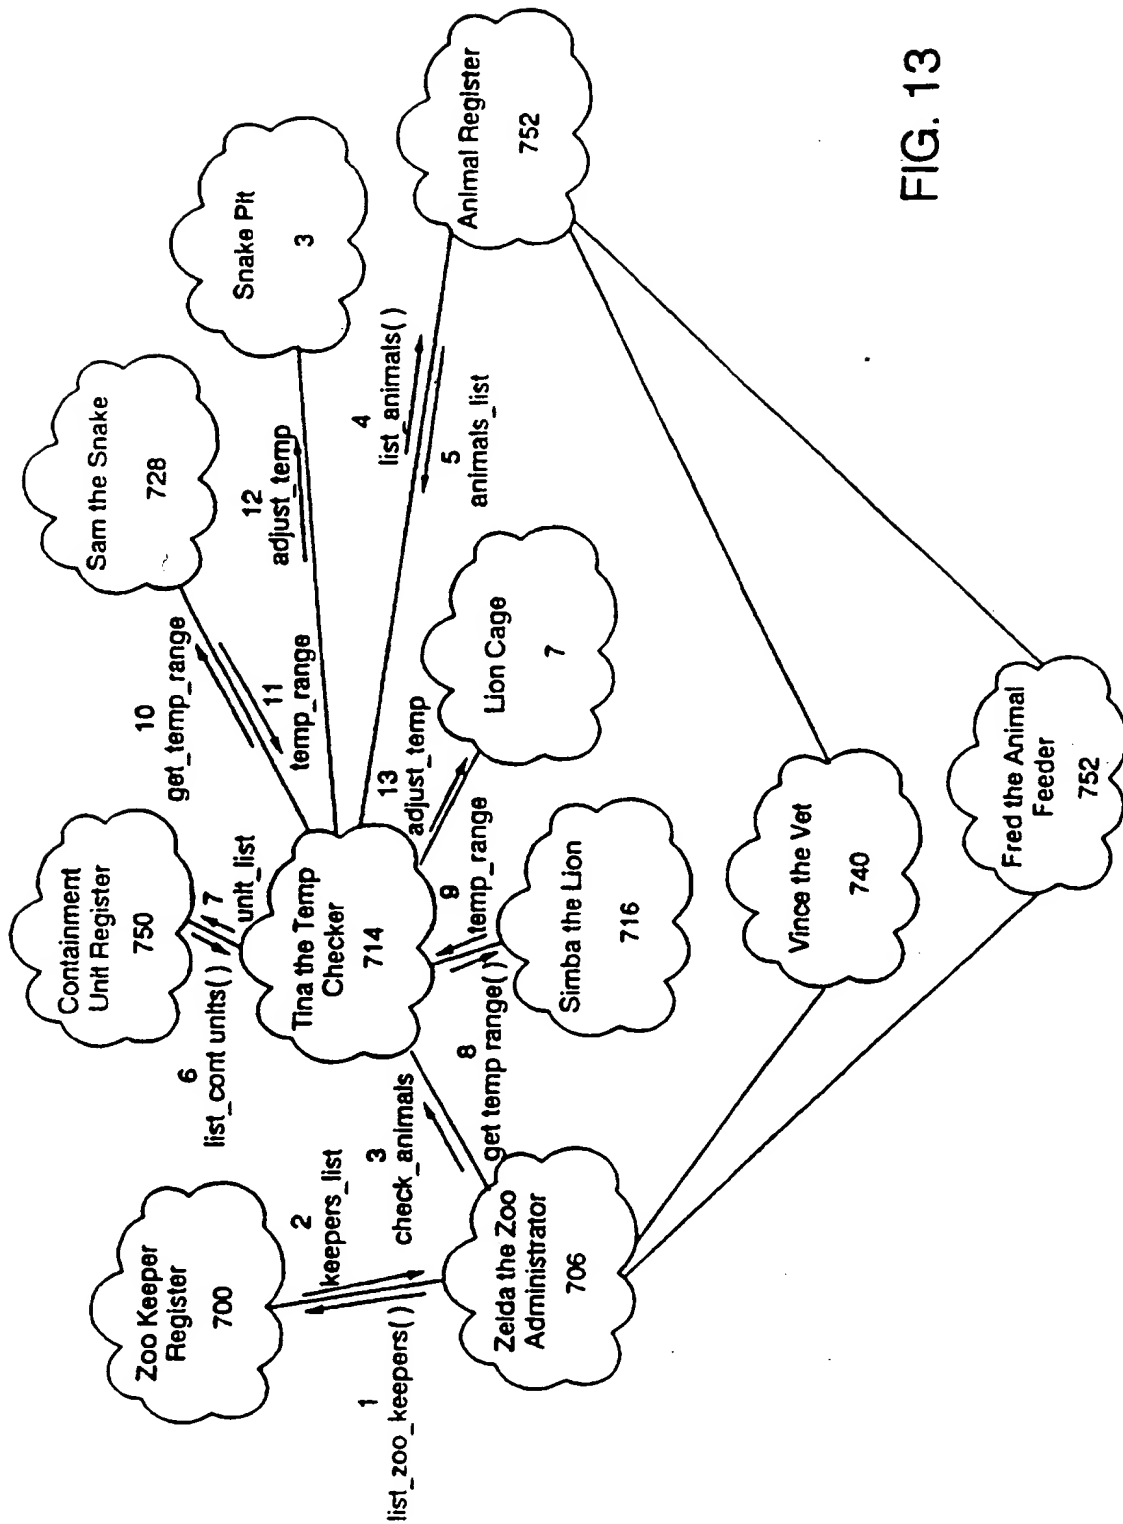 Zoo Keeper
Register
700
1
list_zoo_keepers()
2
keepers_list
Zelda the Zoo
Administrator
706
3
check_animals
Containment
Unit Register
750
6
list_cont units()
7
unit_list
Tina the Temp
Checker
714
8
get temp range()
9
temp_range
Simba the Lion
716
10
get_temp_range
11
temp_range
Sam the Snake
728
12
adjust_temp
Snake Pit
3
13
adjust_temp
Lion Cage
7
4
list_animals()
5
animals_list
Animal Register
752
Vince the Vet
740
Fred the Animal
Feeder
752
FIG. 13